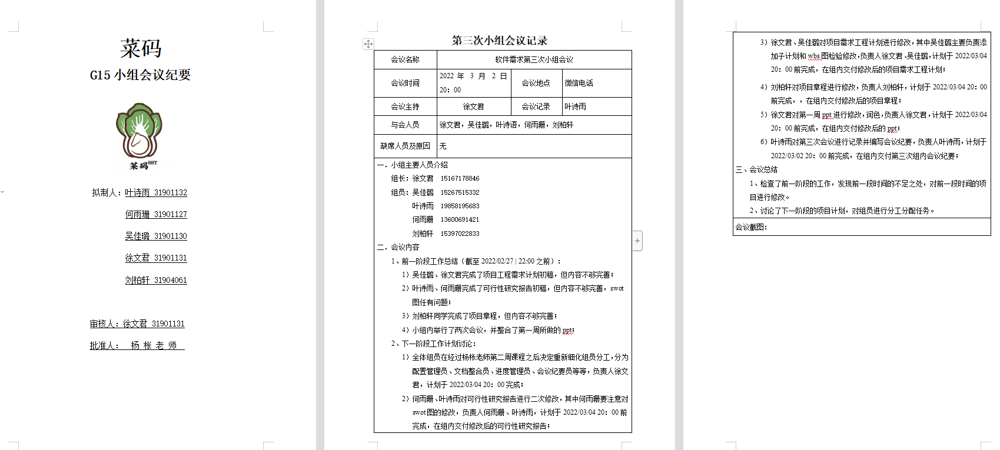 菜码
G15 小组会议纪要
菜码SST
拟制人：叶诗雨 31901132
何雨珊 31901127
吴佳璐 31901130
徐文君 31901131
刘柏轩 31904061
审核人：徐文君 31901131
批准人： 杨 枨 老 师
第三次小组会议记录
会议名称 软件需求第三次小组会议
会议时间 2022 年 3 月 2 日 20：00 会议地点 微信电话
会议主持 徐文君 会议记录 叶诗雨
与会人员 徐文君，吴佳璐，叶诗语，何雨珊，刘柏轩
缺席人员及原因 无
一．小组主要人员介绍
组长：徐文君 15167178846
组员：吴佳璐 15267515332
叶诗雨 19858195683
何雨珊 13600691421
刘柏轩 15397022833
二．会议内容
1、前一阶段工作总结（截至 2022/02/27 | 22:00 之前）：
1）吴佳璐、徐文君完成了项目工程需求计划初稿，但内容不够完善；
2）叶诗雨、何雨珊完成了可行性研究报告初稿，但内容不够完善，swot
图任有问题；
3）刘柏轩同学完成了项目章程，但内容不够完善；
4）小组内举行了两次会议，并整合了第一周所做的 ppt；
2、下一阶段工作计划讨论：
1）全体组员在经过杨枨老师第二周课程之后决定重新细化组员分工，分为
配置管理员、文档整合员、进度管理员、会议纪要员等等，负责人徐文
君，计划于 2022/03/04 20：00 完成；
2）何雨珊、叶诗雨对可行性研究报告进行二次修改，其中何雨珊要注意对
swot 图的修改，负责人何雨珊、叶诗雨，计划于 2022/03/04 20：00 前
完成，在组内交付修改后的可行性研究报告；
3）徐文君、吴佳璐对项目需求工程计划进行修改，其中吴佳璐主要负责添
加子计划和 wbs 图检验修改，负责人徐文君、吴佳璐，计划于 2022/03/04
20：00 前完成，在组内交付修改后的项目需求工程计划；
4）刘柏轩对项目章程进行修改，负责人刘柏轩，计划于 2022/03/04 20：00
前完成，，在组内交付修改后的项目章程；
5）徐文君对第一周 ppt 进行修改，润色，负责人徐文君，计划于 2022/03/04
20：00 前完成，在组内交付修改后的 ppt；
6）叶诗雨对第三次会议进行记录并编写会议纪要，负责人叶诗雨，计划于
2022/03/02 20：00 前完成，在组内交付第三次组内会议纪要；
三、会议总结
1、检查了前一阶段的工作，发现前一段时间的不足之处，对前一段时间的项
目进行修改。
2、讨论了下一阶段的项目计划，对组员进行分工分配任务。
会议截图：